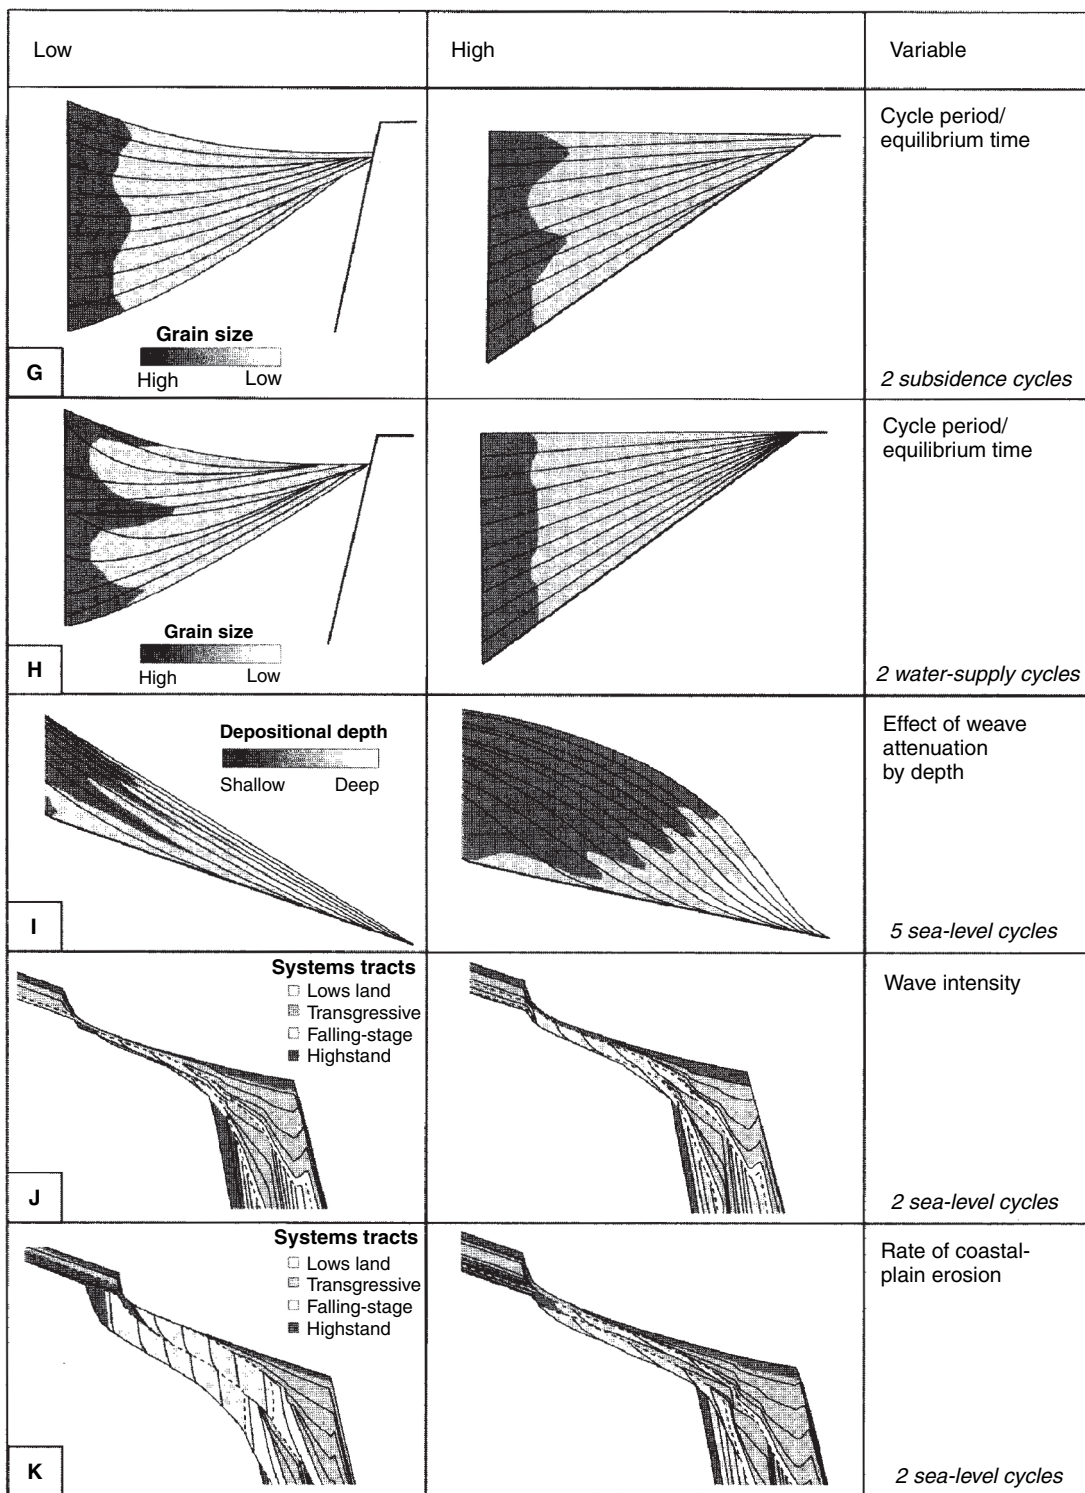 Low
High
Variable
Cycle period/
equilibrium time
Grain size
High
Low
G
2 subsidence cycles
Cycle period/
equilibrium time
Grain size
High
Low
H
2 water-supply cycles
Depositional depth
Shallow
Deep
Effect of weave
attenuation
by depth
I
5 sea-level cycles
Systems tracts
Lows land
Transgressive
Falling-stage
Highstand
Wave intensity
J
2 sea-level cycles
Systems tracts
Lows land
Transgressive
Falling-stage
Highstand
Rate of coastal-
plain erosion
K
2 sea-level cycles